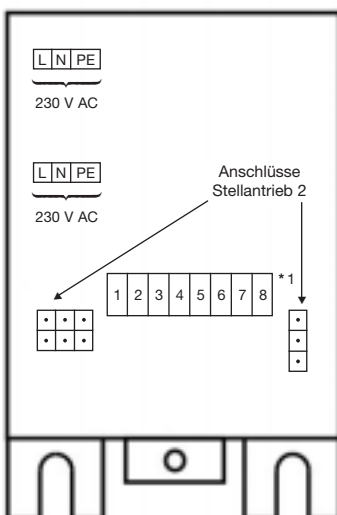 L N PE
230 V AC
L N PE
230 V AC
Anschlüsse
Stellantrieb 2
*1
1 2 3 4 5 6 7 8